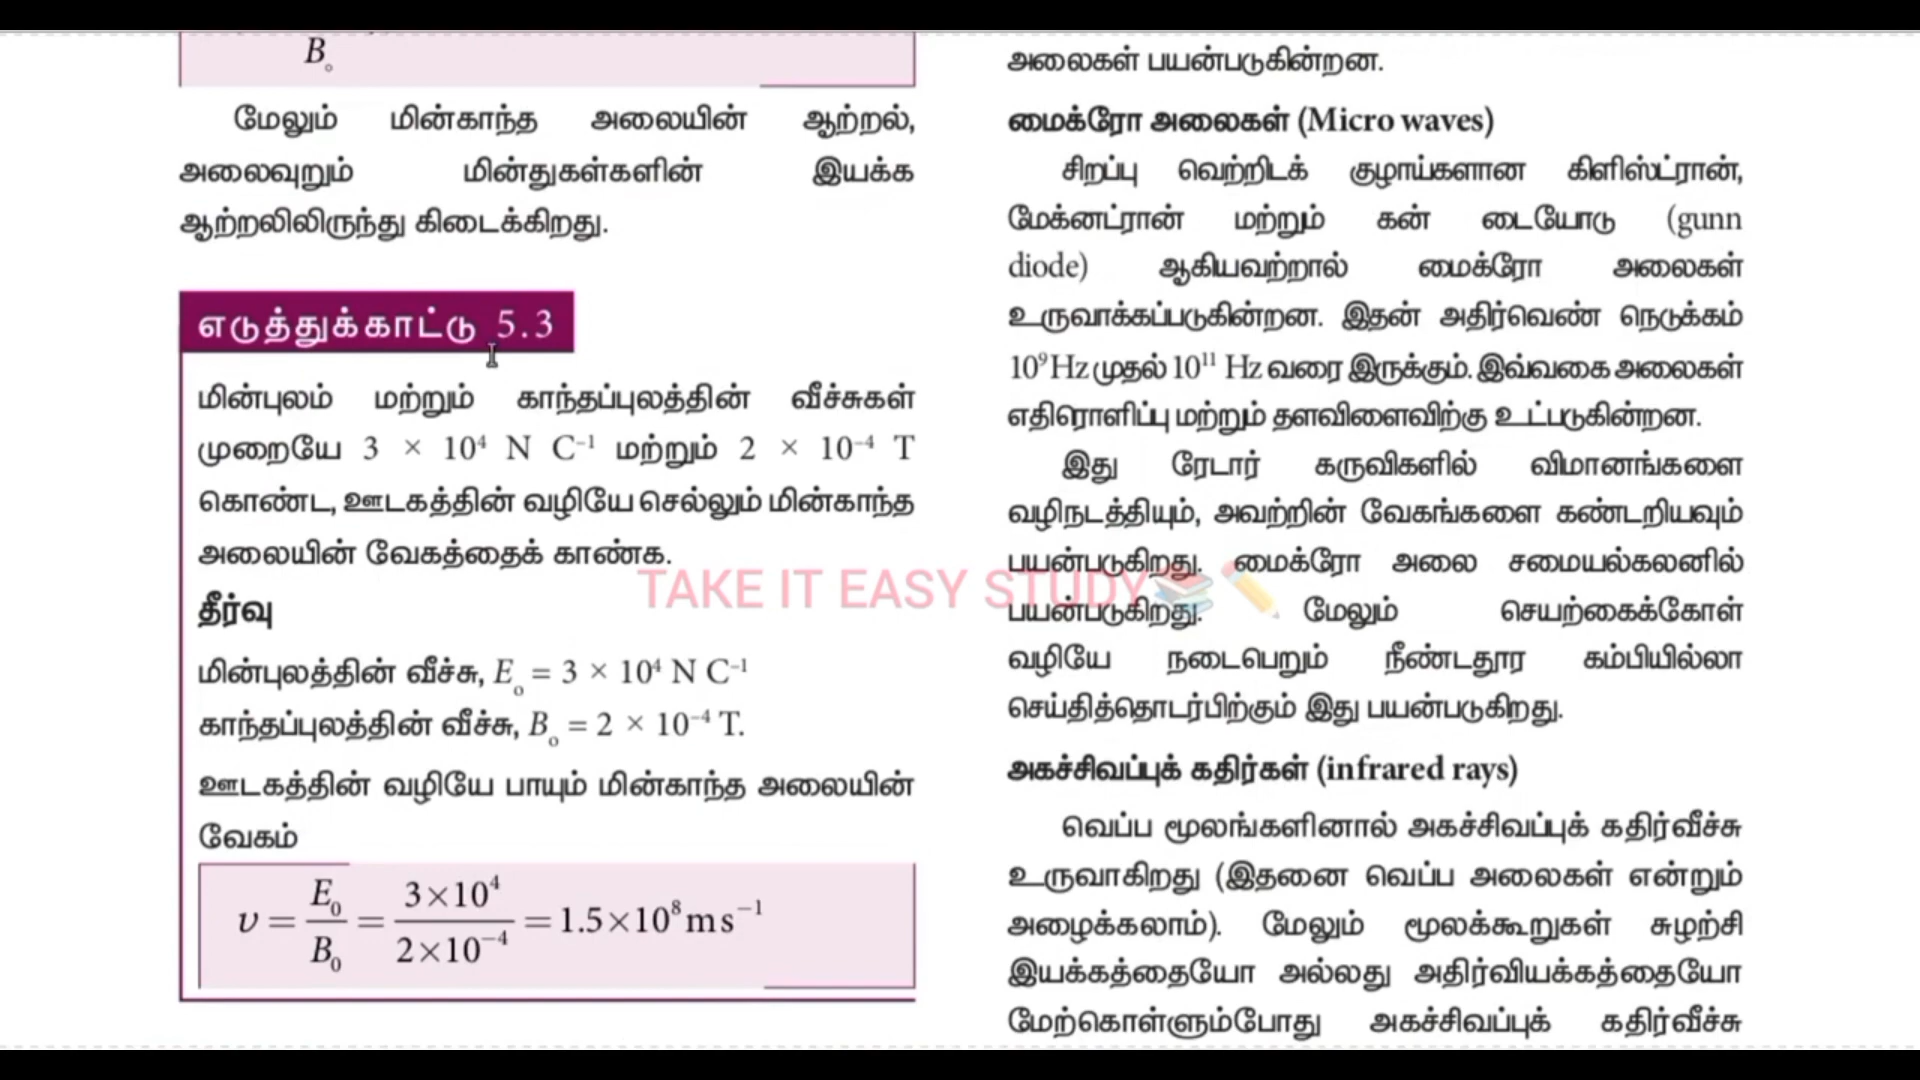 B₀
மேலும் மின்காந்த அலையின் ஆற்றல்,
அலைவுறும் மின்துகள்களின் இயக்க
ஆற்றலிலிருந்து கிடைக்கிறது.
எடுத்துக்காட்டு 5.3
மின்புலம் மற்றும் காந்தப்புலத்தின் வீச்சுகள்
முறையே 3 × 10⁴ N C⁻¹ மற்றும் 2 × 10⁻⁴ T
கொண்ட, ஊடகத்தின் வழியே செல்லும் மின்காந்த
அலையின் வேகத்தைக் காண்க.
தீர்வு
மின்புலத்தின் வீச்சு, Eₒ = 3 × 10⁴ N C⁻¹
காந்தப்புலத்தின் வீச்சு, Bₒ = 2 × 10⁻⁴ T.
ஊடகத்தின் வழியே பாயும் மின்காந்த அலையின்
வேகம்
υ = E₀/B₀ = 3×10⁴/2×10⁻⁴ = 1.5×10⁸ m s⁻¹
அலைகள் பயன்படுகின்றன.
மைக்ரோ அலைகள் (Micro waves)
சிறப்பு வெற்றிடக் குழாய்களான கிளிஸ்ட்ரான்,
மேக்னட்ரான் மற்றும் கன் டையோடு (gunn
diode) ஆகியவற்றால் மைக்ரோ அலைகள்
உருவாக்கப்படுகின்றன. இதன் அதிர்வெண் நெடுக்கம்
10⁹ Hz முதல் 10¹¹ Hz வரை இருக்கும். இவ்வகை அலைகள்
எதிரொளிப்பு மற்றும் தளவிளைவிற்கு உட்படுகின்றன.
இது ரேடார் கருவிகளில் விமானங்களை
வழிநடத்தியும், அவற்றின் வேகங்களை கண்டறியவும்
பயன்படுகிறது. மைக்ரோ அலை சமையல்கலனில்
பயன்படுகிறது. மேலும் செயற்கைக்கோள்
வழியே நடைபெறும் நீண்டதூர கம்பியில்லா
செய்தித்தொடர்பிற்கும் இது பயன்படுகிறது.
அகச்சிவப்புக் கதிர்கள் (infrared rays)
வெப்ப மூலங்களினால் அகச்சிவப்புக் கதிர்வீச்சு
உருவாகிறது (இதனை வெப்ப அலைகள் என்றும்
அழைக்கலாம்). மேலும் மூலக்கூறுகள் சுழற்சி
இயக்கத்தையோ அல்லது அதிர்வியக்கத்தையோ
மேற்கொள்ளும்போது அகச்சிவப்புக் கதிர்வீச்சு
TAKE IT EASY STUDY